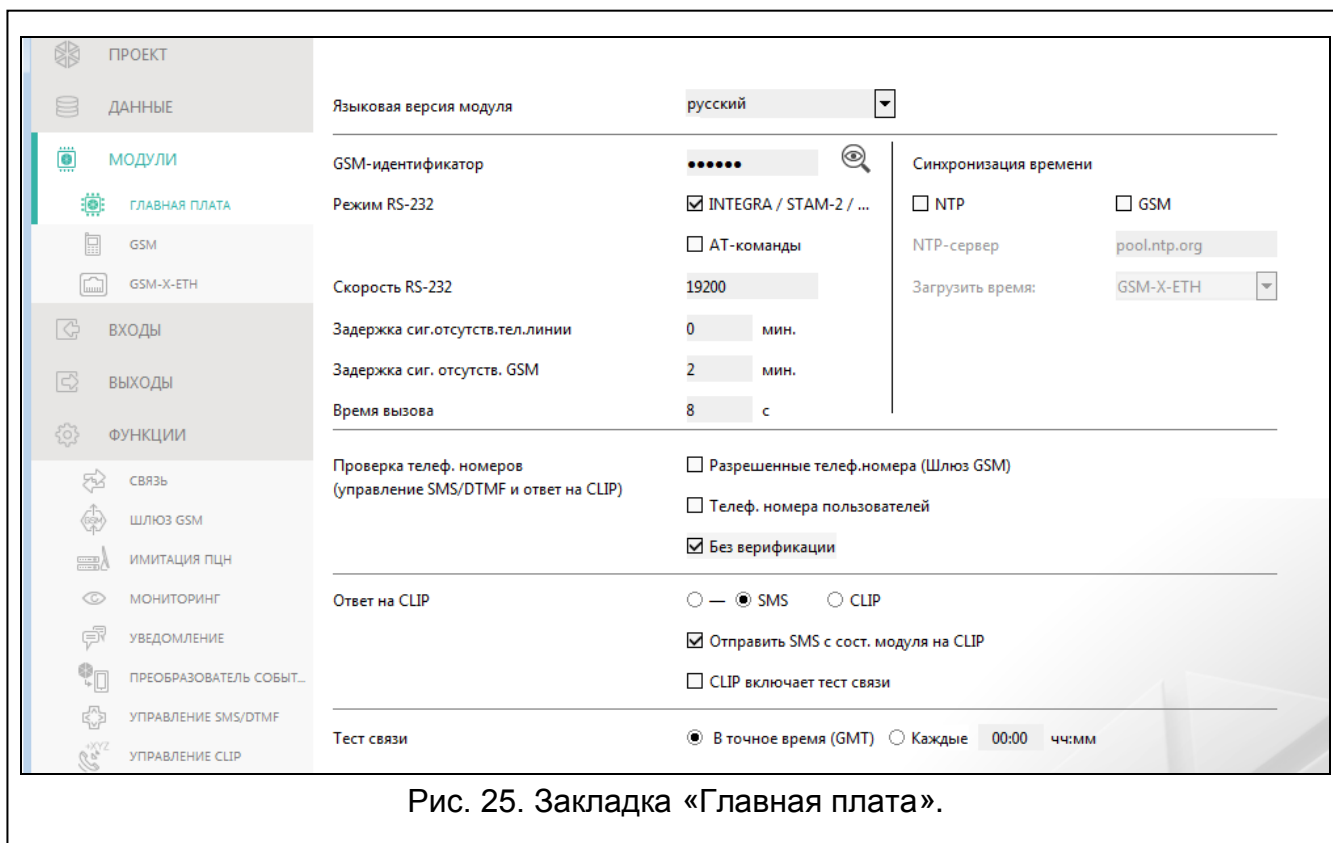 ПРОЕКТ
ДАННЫЕ
МОДУЛИ
ГЛАВНАЯ ПЛАТА
GSM
GSM-X-ETH
ВХОДЫ
ВЫХОДЫ
ФУНКЦИИ
СВЯЗЬ
GSM
ШЛЮЗ GSM
ИМИТАЦИЯ ПЦН
МОНИТОРИНГ
УВЕДОМЛЕНИЕ
ПРЕОБРАЗОВАТЕЛЬ СОБЫТ...
УПРАВЛЕНИЕ SMS/DTMF
+XYZ
УПРАВЛЕНИЕ CLIP
Языковая версия модуля русский
GSM-идентификатор ••••••
Режим RS-232 INTEGRA / STAM-2 / ...
АТ-команды
Скорость RS-232 19200
Задержка сиг.отсутств.тел.линии 0 мин.
Задержка сиг. отсутств. GSM 2 мин.
Время вызова 8 с
Синхронизация времени
NTP GSM
NTP-сервер pool.ntp.org
Загрузить время: GSM-X-ETH
Проверка телеф. номеров
(управление SMS/DTMF и ответ на CLIP)
Разрешенные телеф.номера (Шлюз GSM)
Телеф. номера пользователей
Без верификации
Ответ на CLIP — SMS CLIP
Отправить SMS с сост. модуля на CLIP
CLIP включает тест связи
Тест связи В точное время (GMT) Каждые 00:00 чч:мм
Рис. 25. Закладка «Главная плата».